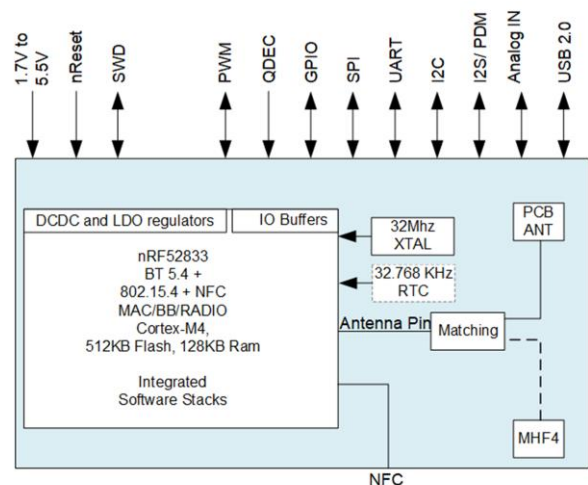 1.7V to
5.5V
nReset
SWD
PWM
QDEC
GPIO
SPI
UART
I2C
I2S/ PDM
Analog IN
USB 2.0
DCDC and LDO regulators
IO Buffers
nRF52833
BT 5.4 +
802.15.4 + NFC
MAC/BB/RADIO
Cortex-M4,
512KB Flash, 128KB Ram
Integrated
Software Stacks
32Mhz
XTAL
32.768 KHz
RTC
Antenna Pin
Matching
PCB
ANT
MHF4
NFC